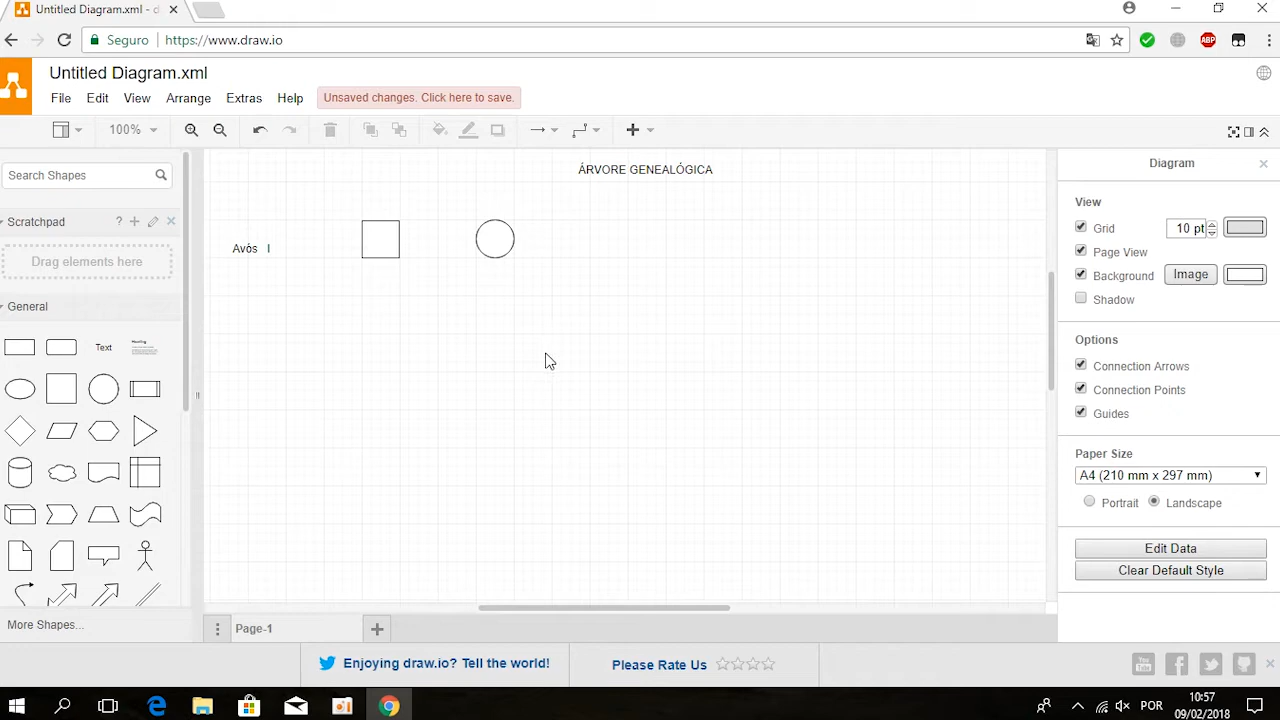 Untitled Diagram.xml - d
Seguro
https://www.draw.io
ABP
Untitled Diagram.xml
File Edit View Arrange Extras Help
Unsaved changes. Click here to save.
100%
Search Shapes
Scratchpad ?
Drag elements here
General
Text
Heading
More Shapes...
ÁRVORE GENEALÓGICA
Avós I
Diagram
View
Grid 10 pt
Page View
Background Image
Shadow
Options
Connection Arrows
Connection Points
Guides
Paper Size
A4 (210 mm x 297 mm)
Portrait Landscape
Edit Data
Clear Default Style
Page-1
Enjoying draw.io? Tell the world!
Please Rate Us
You
Tube
POR
10:57
09/02/2018